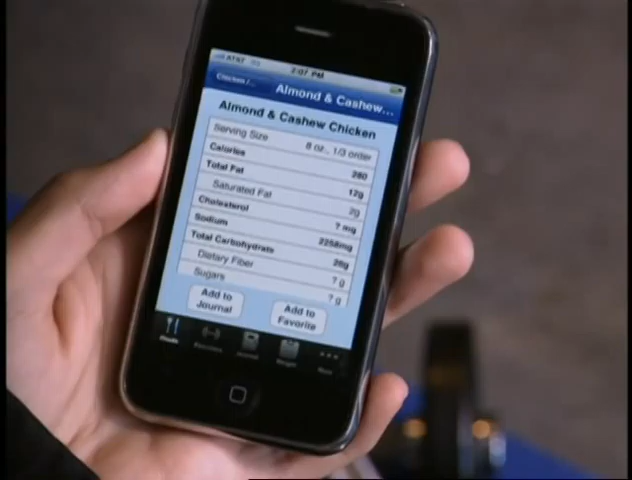 AT&T
2:07 PM
Chicken /...
Almond & Cashew...
Almond & Cashew Chicken
Serving Size 8 oz., 1/3 order
Calories 280
Total Fat 12g
Saturated Fat 2g
Cholesterol ? mg
Sodium 2258mg
Total Carbohydrate
Dietary Fiber ? g
Sugars ? g
Add to
Journal
Add to
Favorite